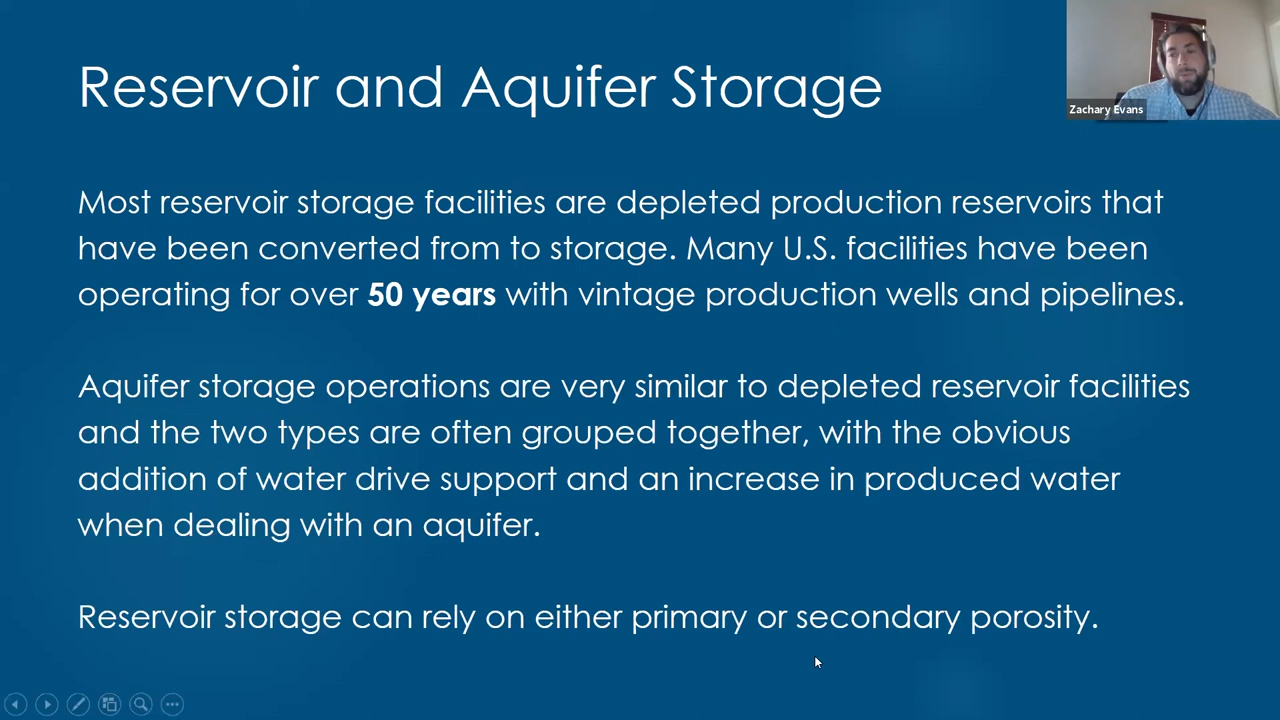 Reservoir and Aquifer Storage
Zachary Evans
Most reservoir storage facilities are depleted production reservoirs that
have been converted from to storage. Many U.S. facilities have been
operating for over 50 years with vintage production wells and pipelines.
Aquifer storage operations are very similar to depleted reservoir facilities
and the two types are often grouped together, with the obvious
addition of water drive support and an increase in produced water
when dealing with an aquifer.
Reservoir storage can rely on either primary or secondary porosity.